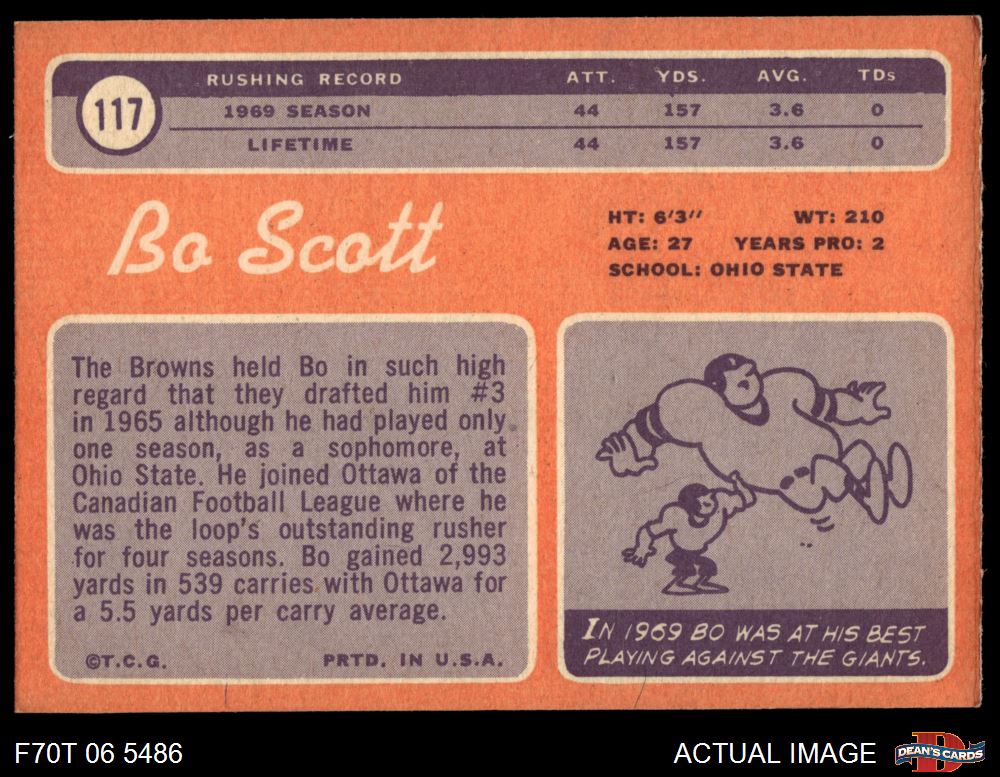 RUSHING RECORD ATT. YDS. AVG. TDs
117
1969 SEASON 44 157 3.6 0
LIFETIME 44 157 3.6 0
Bo Scott
HT: 6'3" WT: 210
AGE: 27 YEARS PRO: 2
SCHOOL: OHIO STATE
The Browns held Bo in such high
regard that they drafted him #3
in 1965 although he had played only
one season, as a sophomore, at
Ohio State. He joined Ottawa of the
Canadian Football League where he
was the loop's outstanding rusher
for four seasons. Bo gained 2,993
yards in 539 carries with Ottawa for
a 5.5 yards per carry average.
©T.C.G. PRTD. IN U.S.A.
IN 1969 BO WAS AT HIS BEST
PLAYING AGAINST THE GIANTS.
F70T 06 5486 ACTUAL IMAGE
D
DEAN'S CARDS